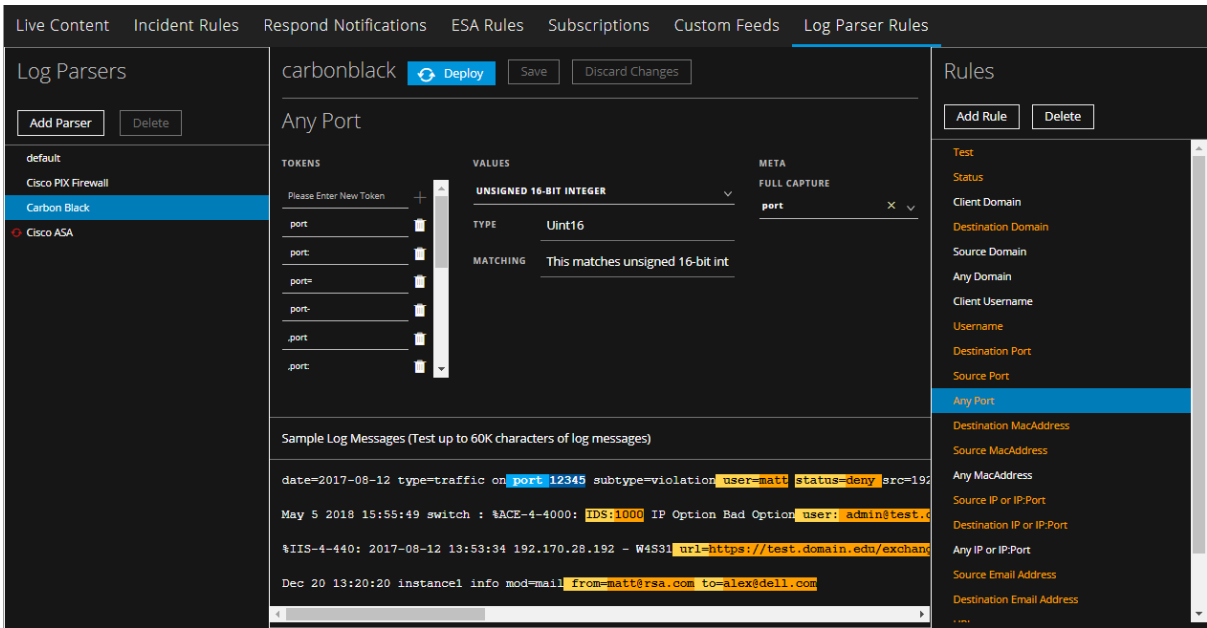 Live Content Incident Rules Respond Notifications ESA Rules Subscriptions Custom Feeds Log Parser Rules
Log Parsers
Add Parser Delete
default
Cisco PIX Firewall
Carbon Black
Cisco ASA
carbonblack Deploy Save Discard Changes
Any Port
TOKENS
Please Enter New Token
port
port:
port=
port-
.port
.port:
VALUES
UNSIGNED 16-BIT INTEGER
TYPE Uint16
MATCHING This matches unsigned 16-bit int
META
FULL CAPTURE
port
Sample Log Messages (Test up to 60K characters of log messages)
date=2017-08-12 type=traffic on port 12345 subtype=violation user=matt status=deny src=192
May 5 2018 15:55:49 switch : %ACE-4-4000: IDS:1000 IP Option Bad Option user: admin@test.
%IIS-4-440: 2017-08-12 13:53:34 192.170.28.192 - W4S31 url=https://test.domain.edu/exchang
Dec 20 13:20:20 instance1 info mod=mail from=matt@rsa.com to=alex@dell.com
Rules
Add Rule Delete
Test
Status
Client Domain
Destination Domain
Source Domain
Any Domain
Client Username
Username
Destination Port
Source Port
Any Port
Destination MacAddress
Source MacAddress
Any MacAddress
Source IP or IP:Port
Destination IP or IP:Port
Any IP or IP:Port
Source Email Address
Destination Email Address